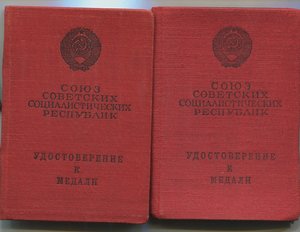 СОЮЗ
СОВЕТСКИХ
СОЦИАЛИСТИЧЕСКИХ
РЕСПУБЛИК
УДОСТОВЕРЕНИЕ
К
МЕДАЛИ
СОЮЗ
СОВЕТСКИХ
СОЦИАЛИСТИЧЕСКИХ
РЕСПУБЛИК
УДОСТОВЕРЕНИЕ
К
МЕДАЛИ